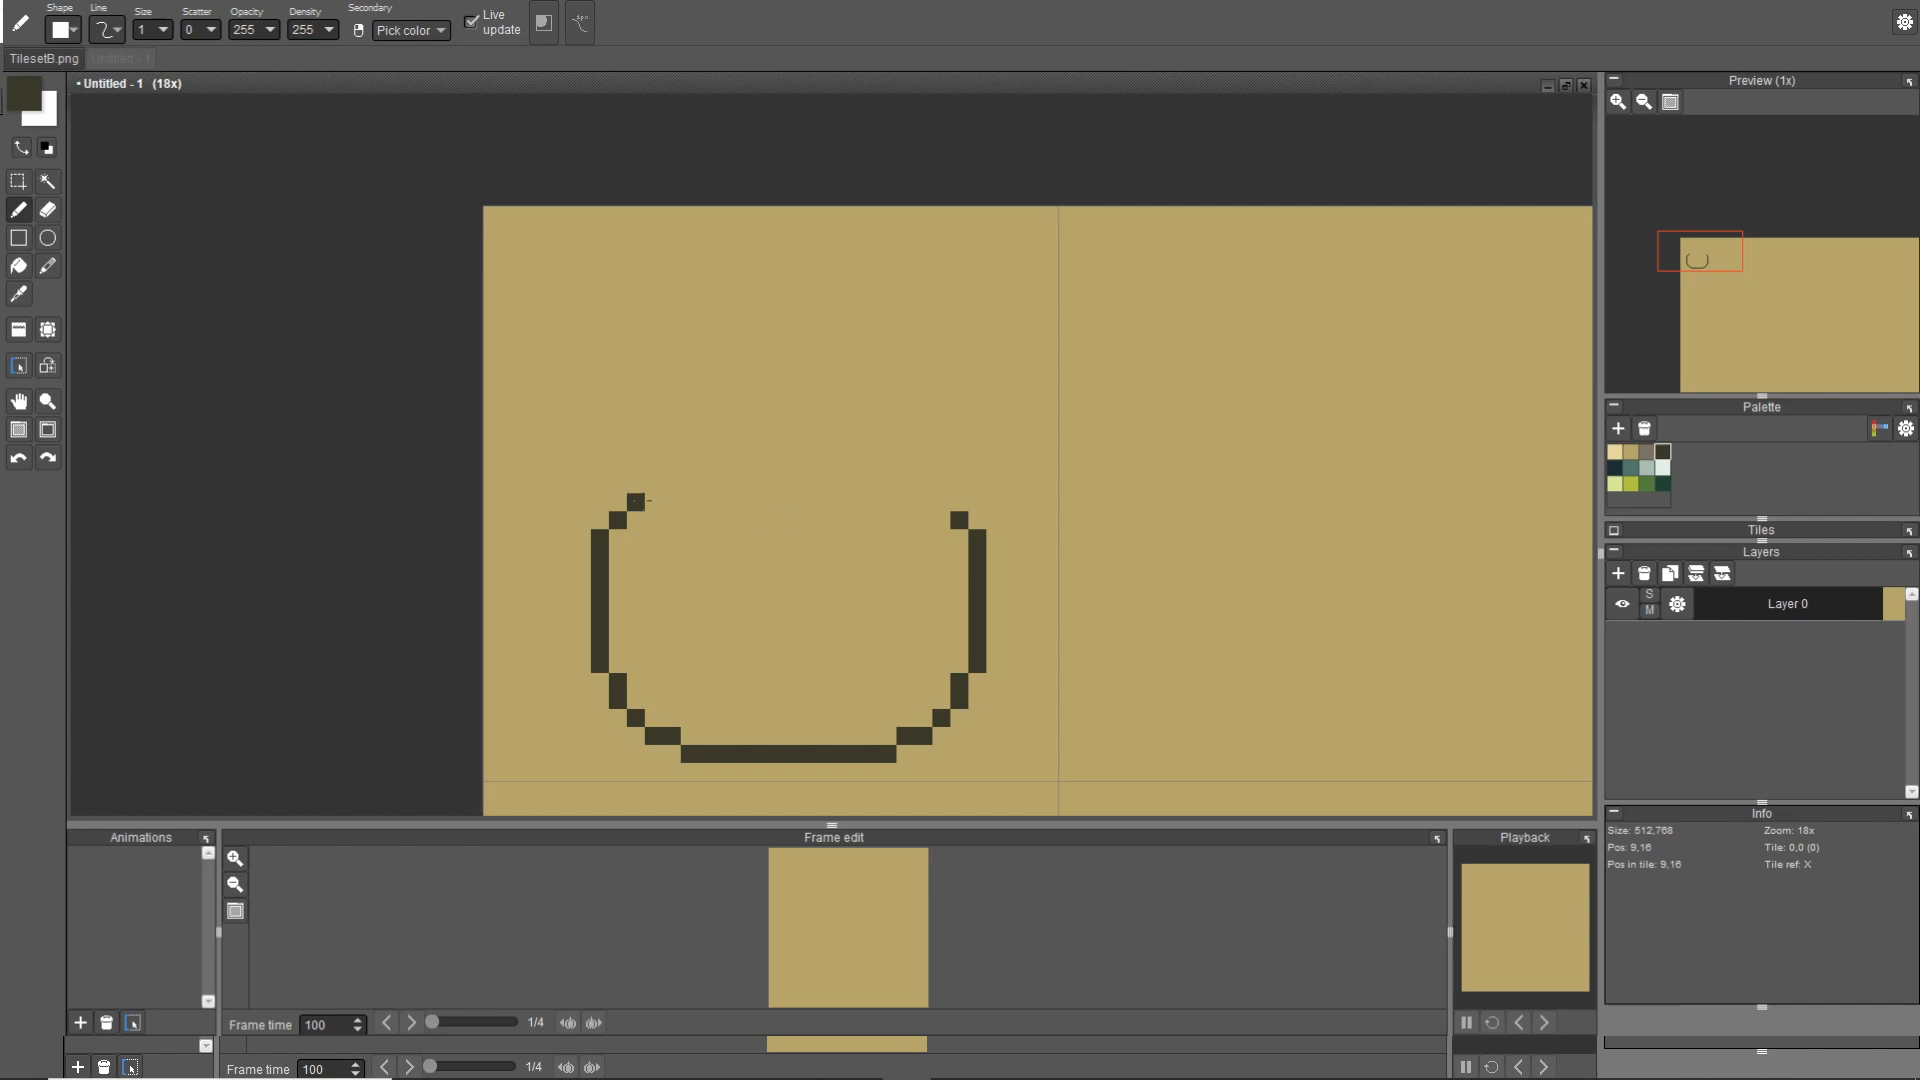 Shape Line Size Scatter Opacity Density Secondary
1 0 255 255 Pick color Live update
TilesetB.png Untitled - 1
• Untitled - 1 (18x)
Preview (1x)
Palette
Tiles
Layers
S
M
Layer 0
Info
Size: 512,768 Zoom: 18x
Pos: 9,16 Tile: 0,0 (0)
Pos in tile: 9,16 Tile ref: X
Animations Frame edit Playback
Frame time 100 1/4
Frame time 100 1/4